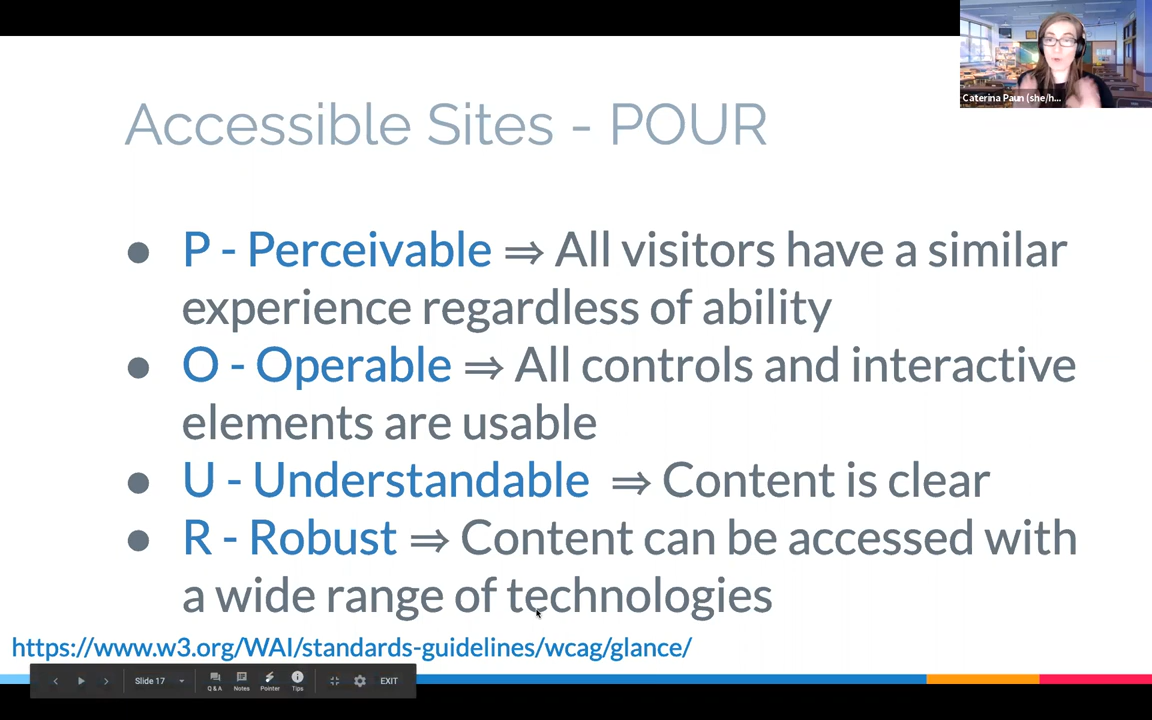 Caterina Paun (she/h...
Accessible Sites - POUR
● P - Perceivable ⇒ All visitors have a similar
experience regardless of ability
● O - Operable ⇒ All controls and interactive
elements are usable
● U - Understandable ⇒ Content is clear
● R - Robust ⇒ Content can be accessed with
a wide range of technologies
https://www.w3.org/WAI/standards-guidelines/wcag/glance/
Slide 17
Q & A Notes Pointer Tips
EXIT